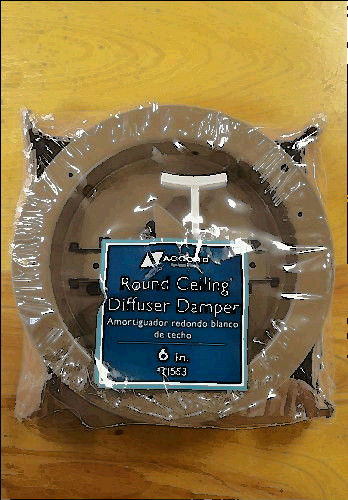 ACCORD
Round Ceiling
Diffuser Damper
Amortiguador redondo blanco
de techo
6 in.